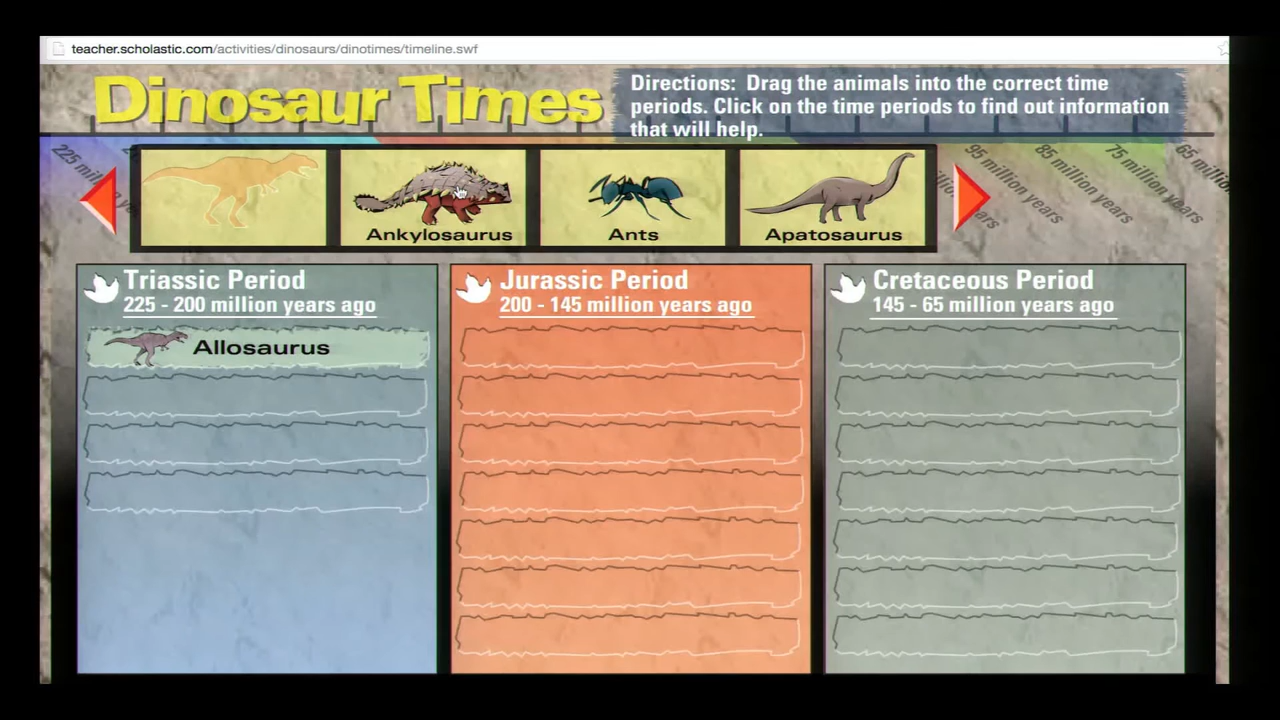 teacher.scholastic.com/activities/dinosaurs/dinotimes/timeline.swf
Dinosaur Times
Directions: Drag the animals into the correct time
periods. Click on the time periods to find out information
that will help.
225 million
years
95 million years
85 million years
75 million years
65 million years
Ankylosaurus
Ants
Apatosaurus
Triassic Period
225 - 200 million years ago
Jurassic Period
200 - 145 million years ago
Cretaceous Period
145 - 65 million years ago
Allosaurus